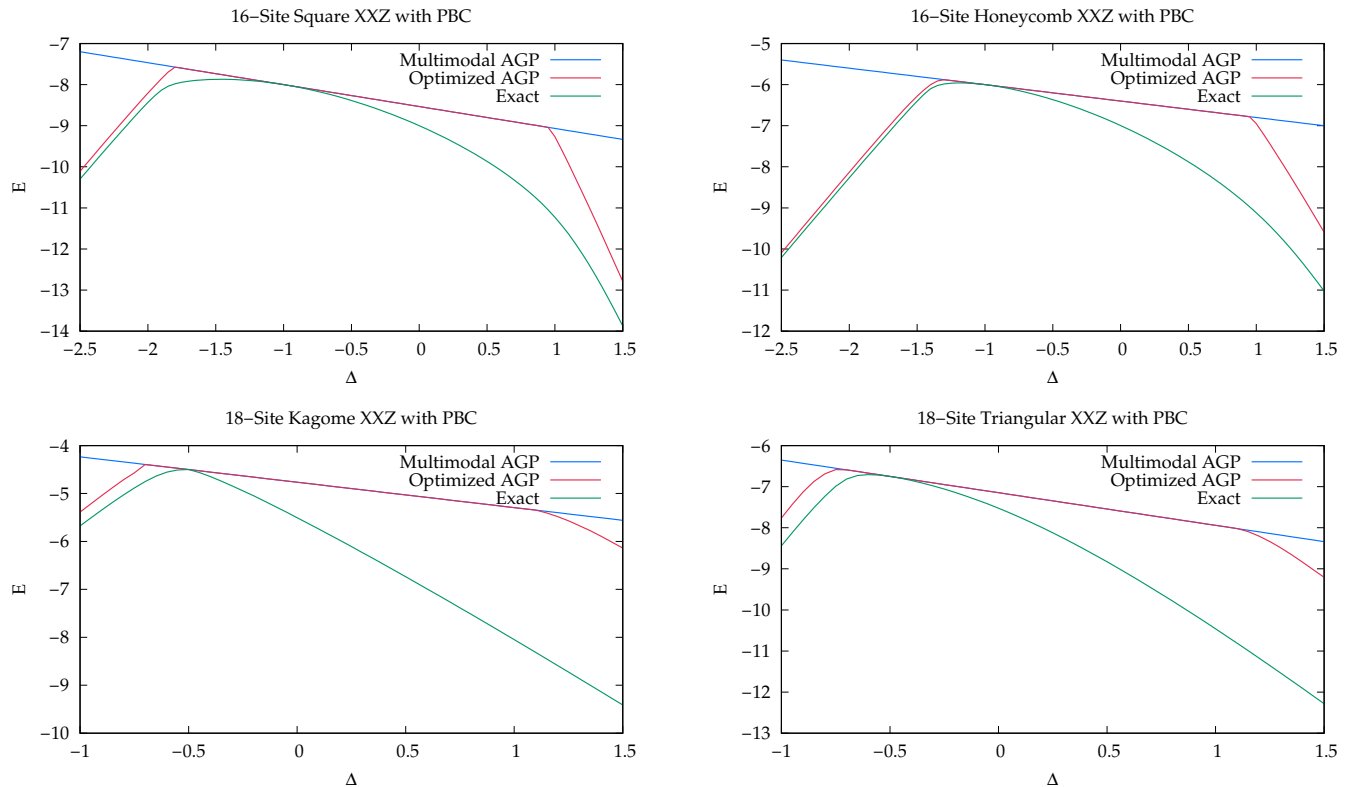 16−Site Square XXZ with PBC
−7
−8
−9
−10
−11
−12
−13
−14
E
Multimodal AGP
Optimized AGP
Exact
−2.5 −2 −1.5 −1 −0.5 0 0.5 1 1.5
Δ
16−Site Honeycomb XXZ with PBC
−5
−6
−7
−8
−9
−10
−11
−12
E
Multimodal AGP
Optimized AGP
Exact
−2.5 −2 −1.5 −1 −0.5 0 0.5 1 1.5
Δ
18−Site Kagome XXZ with PBC
−4
−5
−6
−7
−8
−9
−10
E
Multimodal AGP
Optimized AGP
Exact
−1 −0.5 0 0.5 1 1.5
Δ
18−Site Triangular XXZ with PBC
−6
−7
−8
−9
−10
−11
−12
−13
E
Multimodal AGP
Optimized AGP
Exact
−1 −0.5 0 0.5 1 1.5
Δ